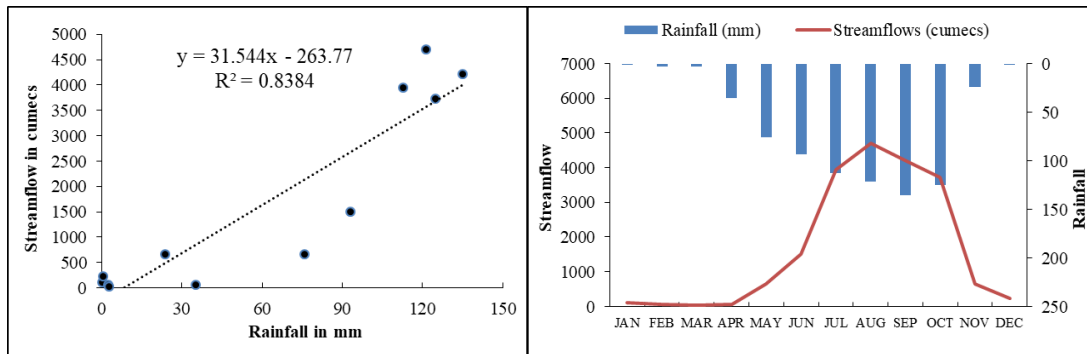 y = 31.544x - 263.77
R² = 0.8384
Streamflow in cumecs
5000
4500
4000
3500
3000
2500
2000
1500
1000
500
0
0 30 60 90 120 150
Rainfall in mm
Rainfall (mm) Streamflows (cumecs)
Streamflow
7000
6000
5000
4000
3000
2000
1000
0
0
50
100
150
200
250
Rainfall
JAN FEB MAR APR MAY JUN JUL AUG SEP OCT NOV DEC